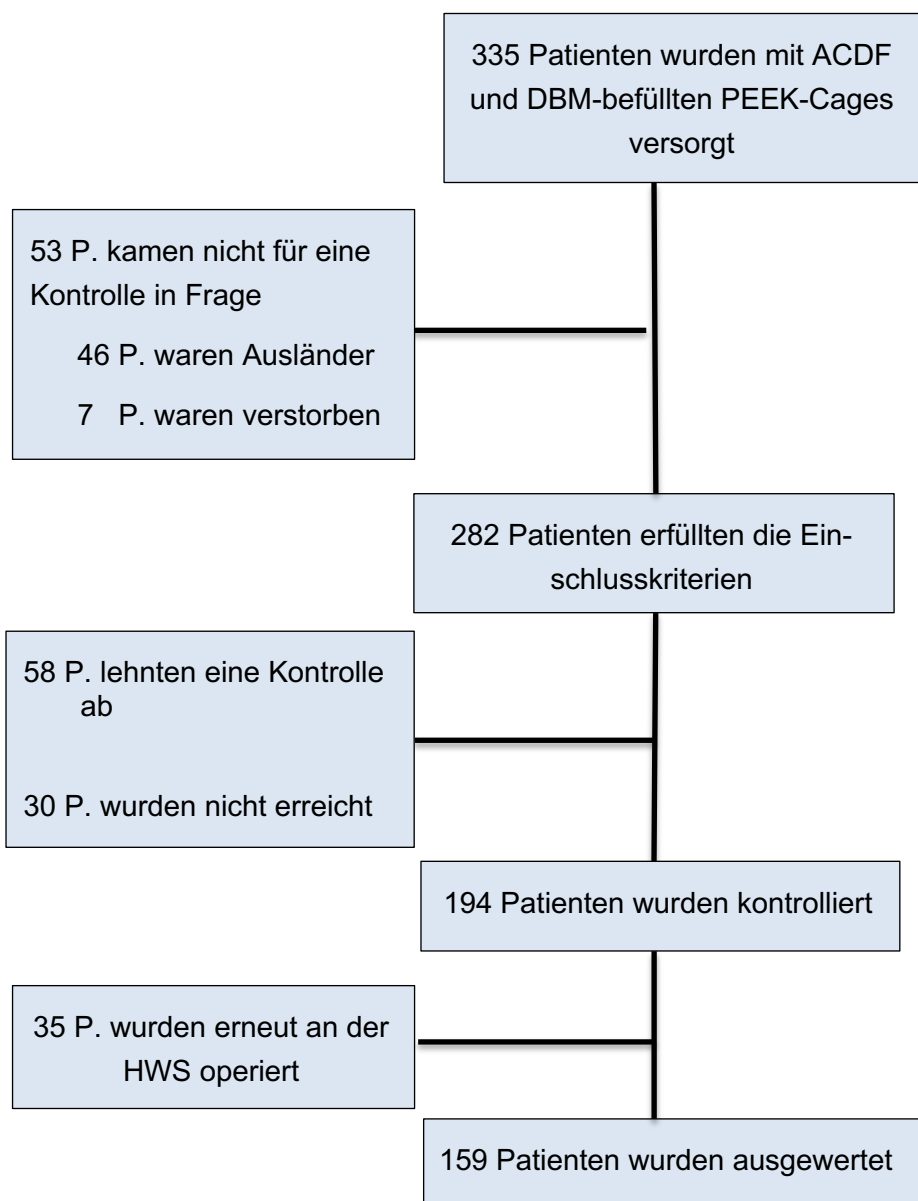 335 Patienten wurden mit ACDF
und DBM-befüllten PEEK-Cages
versorgt
53 P. kamen nicht für eine
Kontrolle in Frage
46 P. waren Ausländer
7 P. waren verstorben
282 Patienten erfüllten die Ein-
schlusskriterien
58 P. lehnten eine Kontrolle
ab
30 P. wurden nicht erreicht
194 Patienten wurden kontrolliert
35 P. wurden erneut an der
HWS operiert
159 Patienten wurden ausgewertet